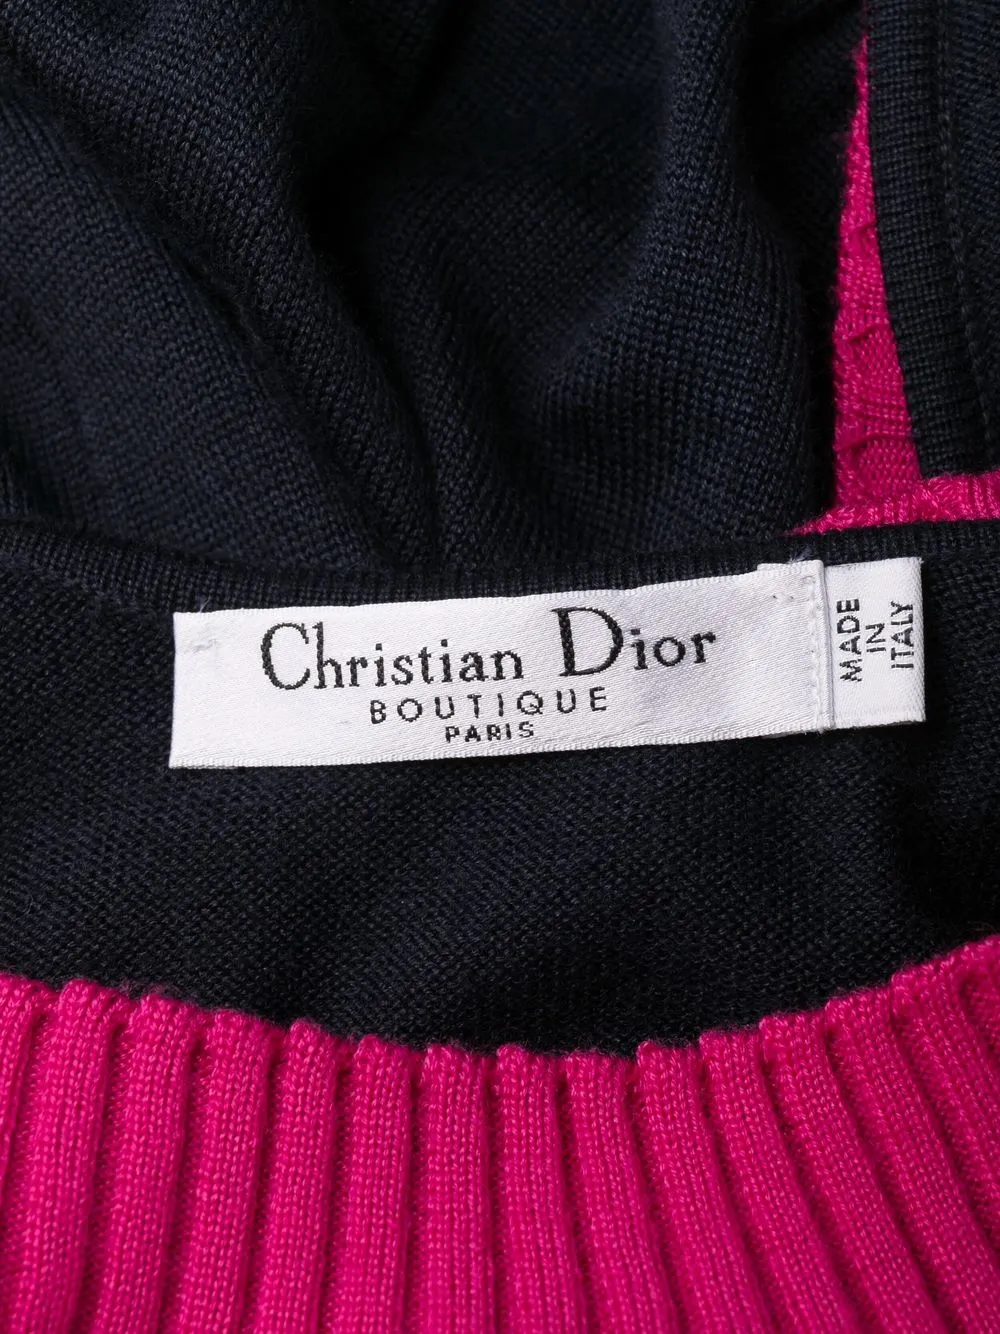 Christian Dior
BOUTIQUE
PARIS
MADE
IN
ITALY